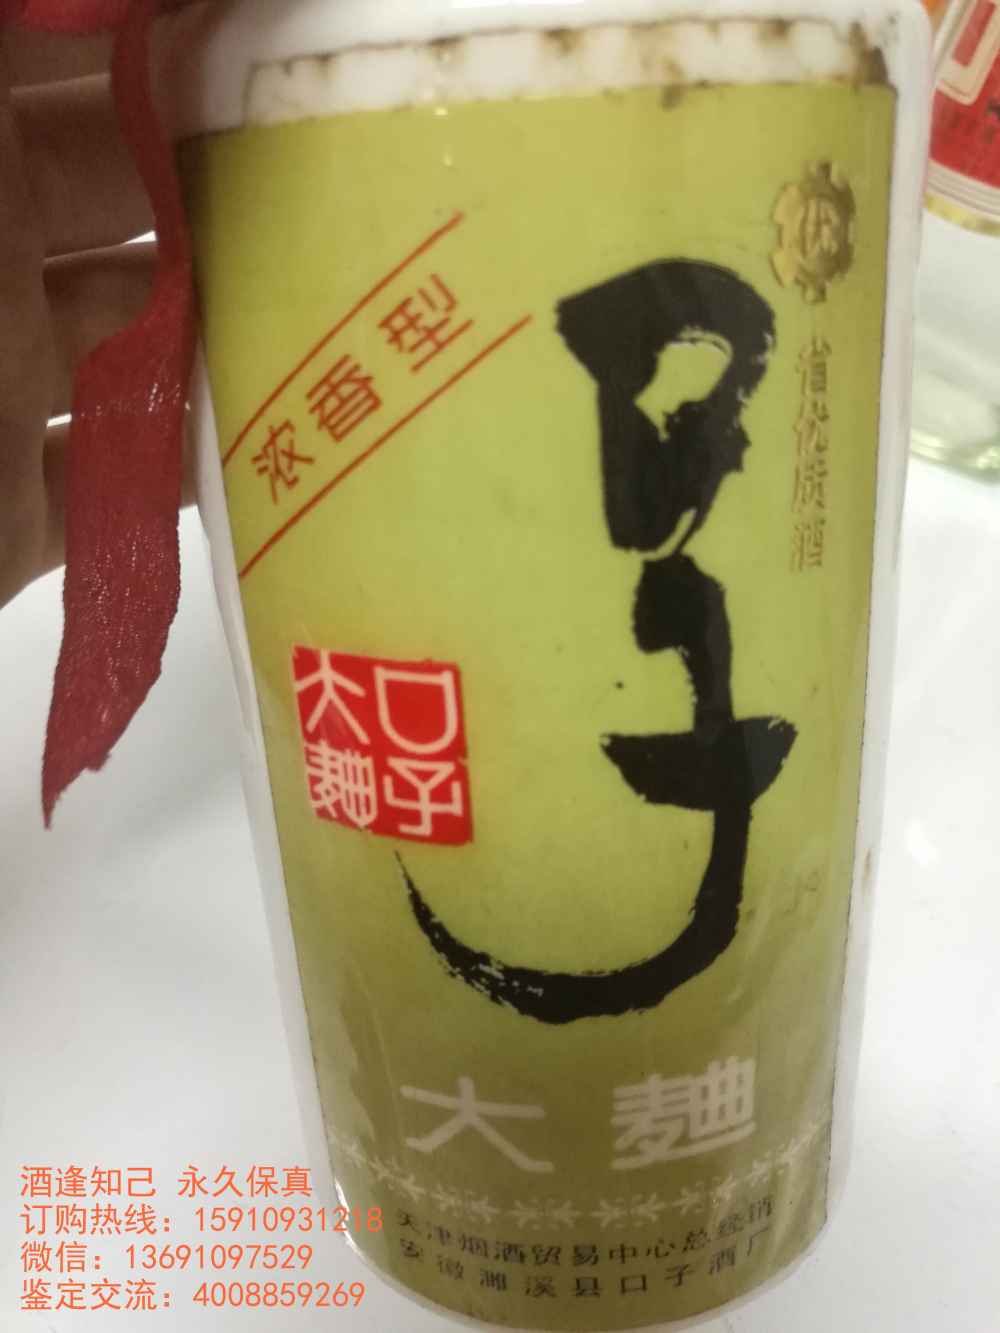 浓香型
口子
省优质酒
口子
大麯
大麯
天津烟酒贸易中心总经销
安徽濉溪县口子酒厂
酒逢知己 永久保真
订购热线：15910931218
微信：13691097529
鉴定交流：4008859269